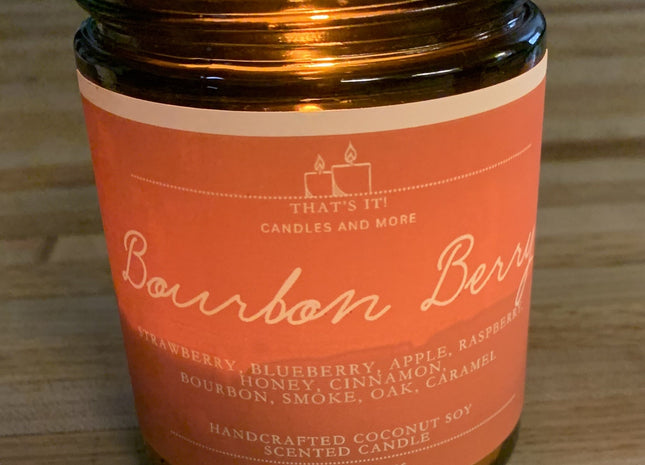 THAT'S IT!
CANDLES AND MORE
Bourbon Berry
STRAWBERRY, BLUEBERRY, APPLE, RASPBERRY,
HONEY, CINNAMON,
BOURBON, SMOKE, OAK, CARAMEL
HANDCRAFTED COCONUT SOY
SCENTED CANDLE